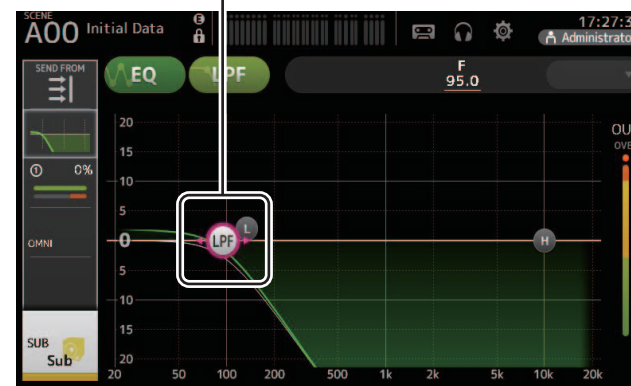 SCENE
A00 Initial Data
E
17:27:3
Administrato
SEND FROM
EQ
LPF
F
95.0
① 0%
OMNI
SUB
Sub
OU
OVE
20
15
10
5
0
5
10
15
20
LPF
L
H
20 50 100 200 500 1k 2k 5k 10k 20k